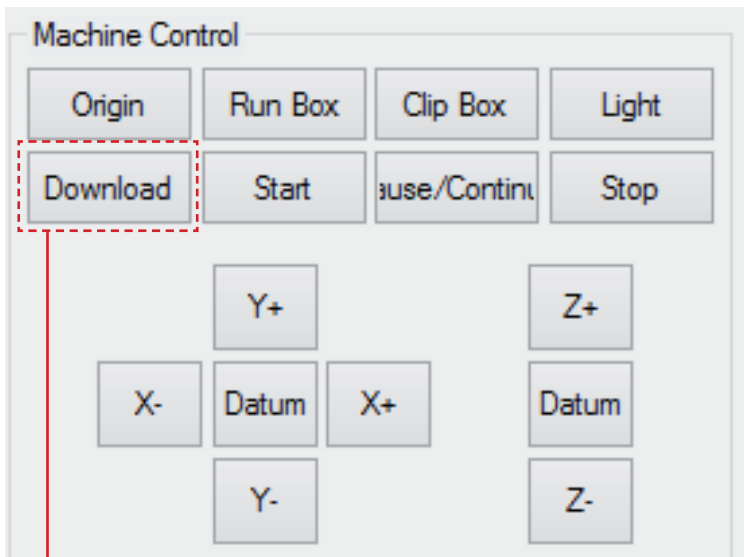 Machine Control
Origin Run Box Clip Box Light
Download Start ause/Continu Stop
Y+ Z+
X- Datum X+ Datum
Y- Z-